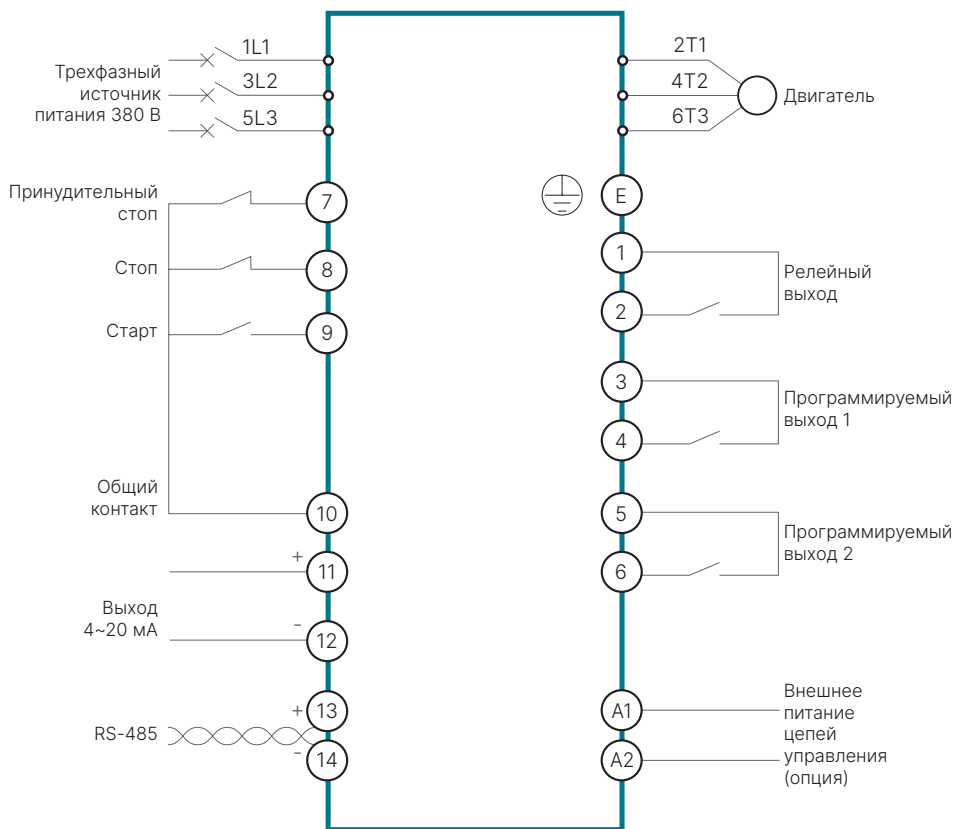 1L1
Трехфазный
источник
питания 380 В
3L2
5L3
2T1
4T2
6T3
Двигатель
Принудительный
стоп
7
Стоп
8
Старт
9
Общий
контакт
10
+
11
Выход
4~20 мА
-
12
+
13
RS-485
-
14
E
1
Релейный
выход
2
3
Программируемый
выход 1
4
5
Программируемый
выход 2
6
A1
Внешнее
питание
цепей
управления
(опция)
A2